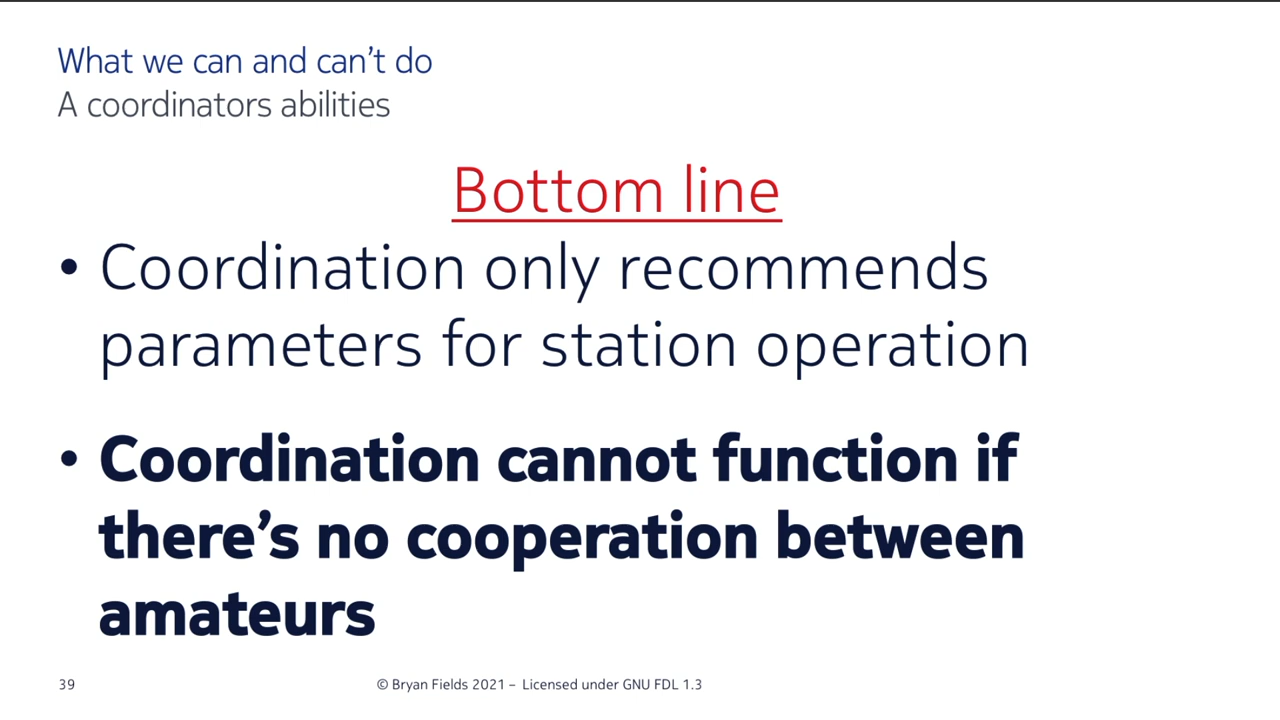 What we can and can’t do
A coordinators abilities
Bottom line
• Coordination only recommends
parameters for station operation
• Coordination cannot function if
there’s no cooperation between
amateurs
39
© Bryan Fields 2021 – Licensed under GNU FDL 1.3